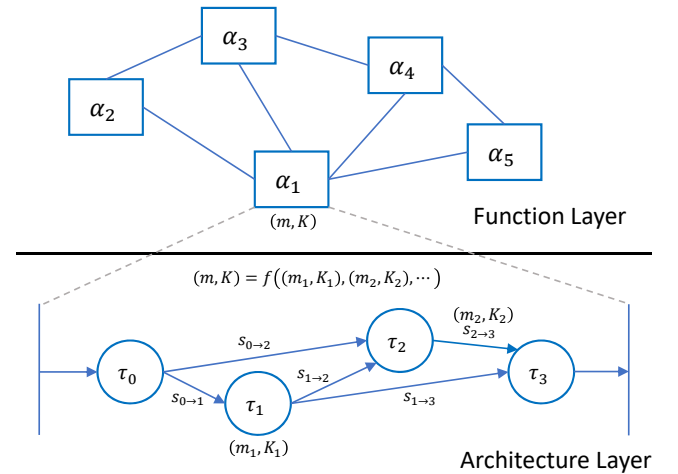 α₃
α₄
α₂
α₅
α₁
(m, K)
Function Layer
(m, K) = f((m₁, K₁), (m₂, K₂), ⋯)
(m₂, K₂)
s₀→₂
s₂→₃
τ₂
τ₀
s₁→₂
τ₃
s₀→₁
τ₁
s₁→₃
(m₁, K₁)
Architecture Layer